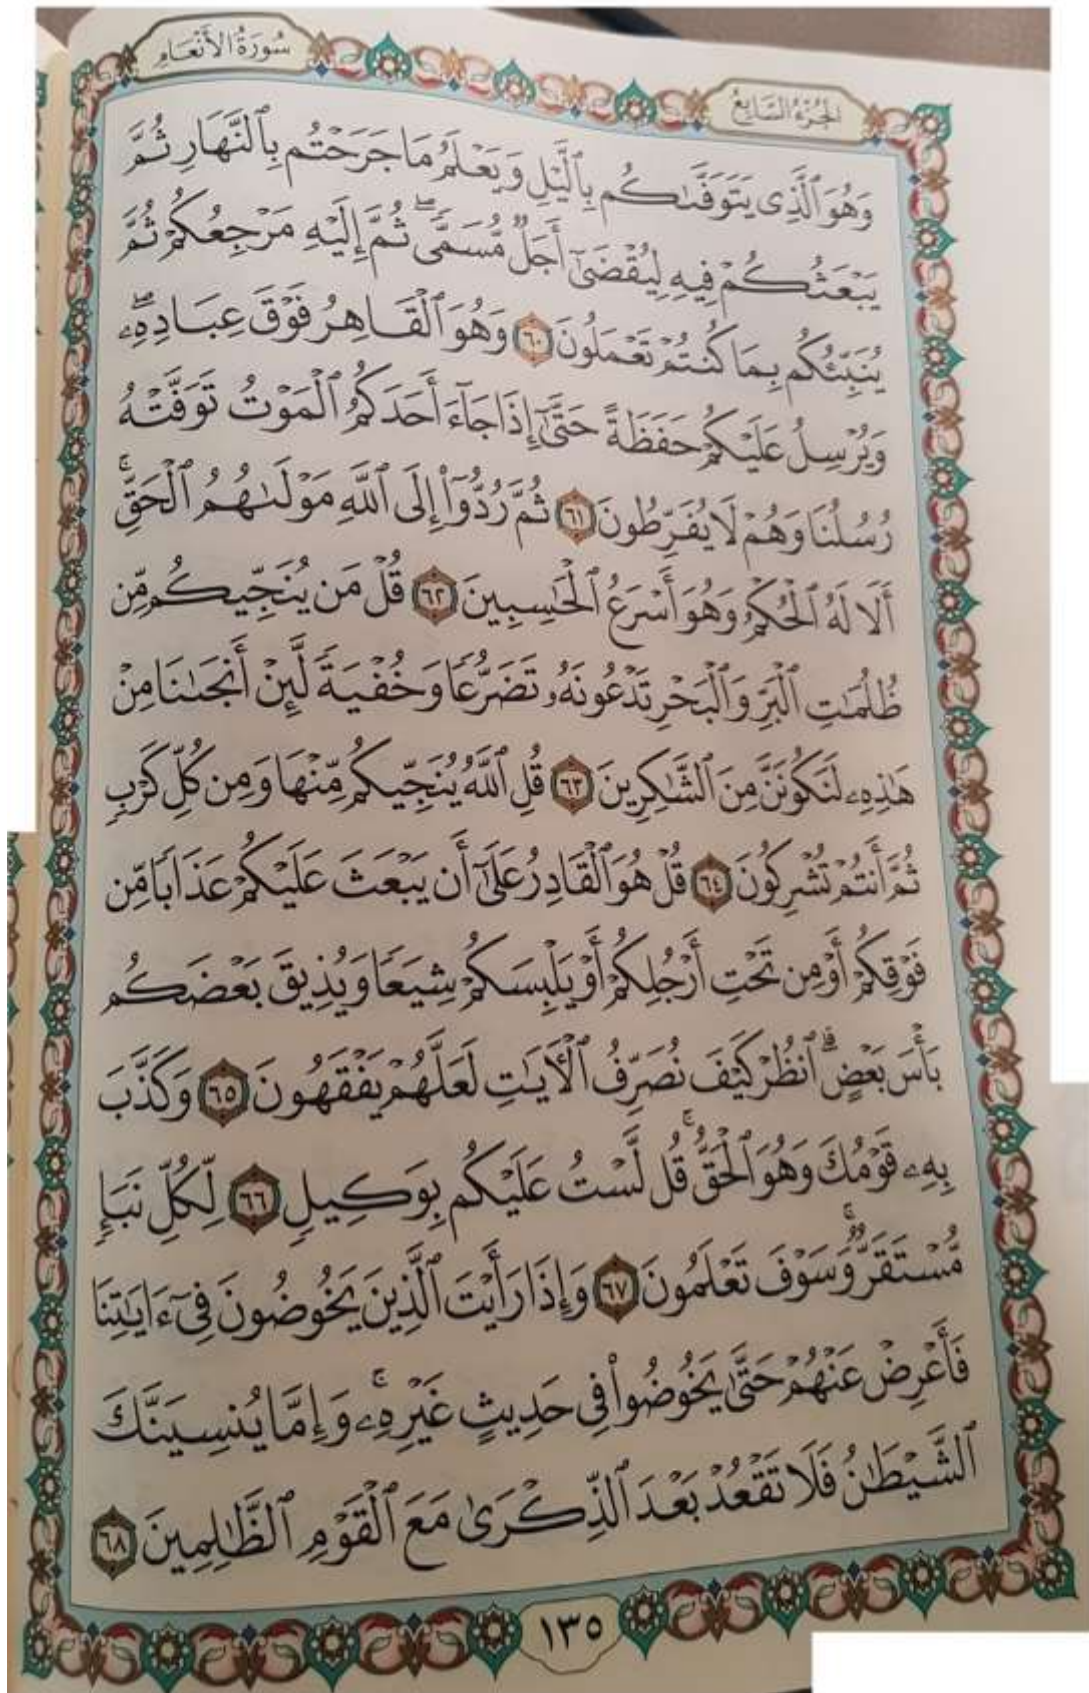 سُورَةُ الأَنْعَامِ
الجُزْءُ السَّابِعُ
وَهُوَ ٱلَّذِى يَتَوَفَّىٰكُم بِٱلَّيْلِ وَيَعْلَمُ مَا جَرَحْتُم بِٱلنَّهَارِ ثُمَّ
يَبْعَثُكُمْ فِيهِ لِيُقْضَىٰٓ أَجَلٌ مُّسَمًّى ۖ ثُمَّ إِلَيْهِ مَرْجِعُكُمْ ثُمَّ
يُنَبِّئُكُم بِمَا كُنتُمْ تَعْمَلُونَ ٦٠ وَهُوَ ٱلْقَاهِرُ فَوْقَ عِبَادِهِۦ ۖ
وَيُرْسِلُ عَلَيْكُمْ حَفَظَةً حَتَّىٰٓ إِذَا جَآءَ أَحَدَكُمُ ٱلْمَوْتُ تَوَفَّتْهُ
رُسُلُنَا وَهُمْ لَا يُفَرِّطُونَ ٦١ ثُمَّ رُدُّوٓا۟ إِلَى ٱللَّهِ مَوْلَىٰهُمُ ٱلْحَقِّ ۚ
أَلَا لَهُ ٱلْحُكْمُ وَهُوَ أَسْرَعُ ٱلْحَٰسِبِينَ ٦٢ قُلْ مَن يُنَجِّيكُم مِّن
ظُلُمَٰتِ ٱلْبَرِّ وَٱلْبَحْرِ تَدْعُونَهُۥ تَضَرُّعًا وَخُفْيَةً لَّئِنْ أَنجَىٰنَا مِنْ
هَٰذِهِۦ لَنَكُونَنَّ مِنَ ٱلشَّٰكِرِينَ ٦٣ قُلِ ٱللَّهُ يُنَجِّيكُم مِّنْهَا وَمِن كُلِّ كَرْبٍ
ثُمَّ أَنتُمْ تُشْرِكُونَ ٦٤ قُلْ هُوَ ٱلْقَادِرُ عَلَىٰٓ أَن يَبْعَثَ عَلَيْكُمْ عَذَابًا مِّن
فَوْقِكُمْ أَوْ مِن تَحْتِ أَرْجُلِكُمْ أَوْ يَلْبِسَكُمْ شِيَعًا وَيُذِيقَ بَعْضَكُم
بَأْسَ بَعْضٍ ۗ ٱنظُرْ كَيْفَ نُصَرِّفُ ٱلْـَٔايَٰتِ لَعَلَّهُمْ يَفْقَهُونَ ٦٥ وَكَذَّبَ
بِهِۦ قَوْمُكَ وَهُوَ ٱلْحَقُّ ۚ قُل لَّسْتُ عَلَيْكُم بِوَكِيلٍ ٦٦ لِّكُلِّ نَبَإٍ
مُّسْتَقَرٌّ ۚ وَسَوْفَ تَعْلَمُونَ ٦٧ وَإِذَا رَأَيْتَ ٱلَّذِينَ يَخُوضُونَ فِىٓ ءَايَٰتِنَا
فَأَعْرِضْ عَنْهُمْ حَتَّىٰ يَخُوضُوا۟ فِى حَدِيثٍ غَيْرِهِۦ ۚ وَإِمَّا يُنسِيَنَّكَ
ٱلشَّيْطَٰنُ فَلَا تَقْعُدْ بَعْدَ ٱلذِّكْرَىٰ مَعَ ٱلْقَوْمِ ٱلظَّٰلِمِينَ ٦٨
١٣٥